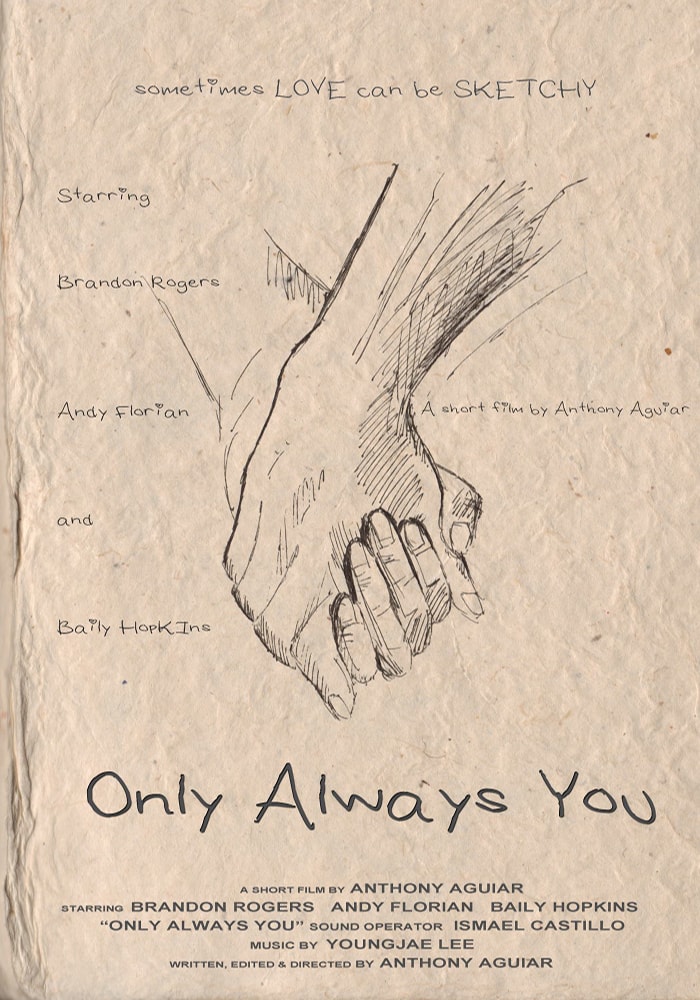 sometimes LOVE can be SKETCHY
Starring
Brandon Rogers
Andy Florian
A short film by Anthony Aguiar
and
Baily HopKIns
Only Always You
A SHORT FILM BY ANTHONY AGUIAR
STARRING BRANDON ROGERS ANDY FLORIAN BAILY HOPKINS
“ONLY ALWAYS YOU” SOUND OPERATOR ISMAEL CASTILLO
MUSIC BY YOUNGJAE LEE
WRITTEN, EDITED & DIRECTED BY ANTHONY AGUIAR